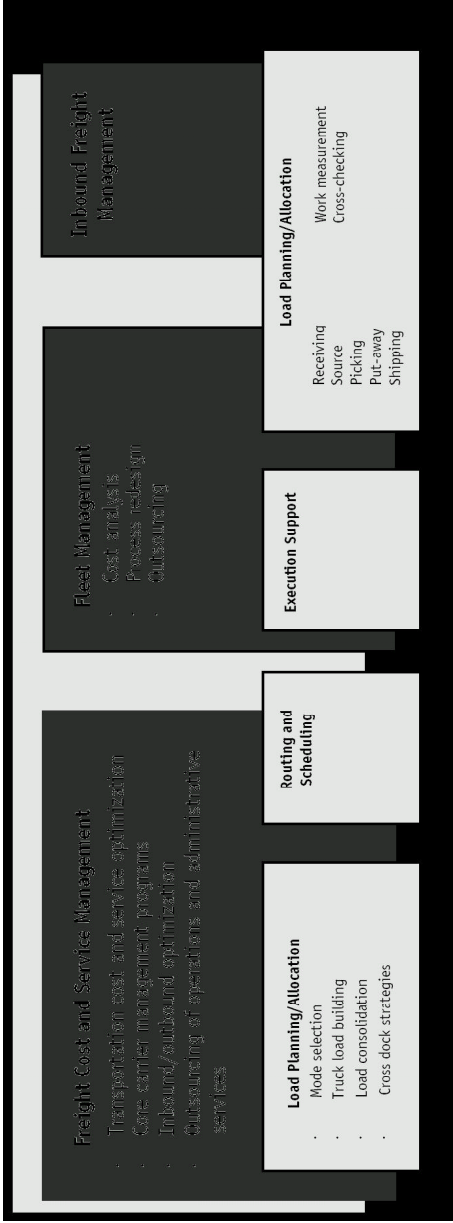 Freight Cost and Service Management
· Transportation cost and service optimization
· Core carrier management programs
· Inbound/outbound optimization
· Outsourcing of operations and administrative
services
Fleet Management
· Cost analysis
· Process redesign
· Outsourcing
Inbound Freight
Management
Load Planning/Allocation
· Mode selection
· Truck load building
· Load consolidation
· Cross dock strategies
Routing and
Scheduling
Execution Support
Load Planning/Allocation
Receiving
Source
Picking
Put-away
Shipping
Work measurement
Cross-checking